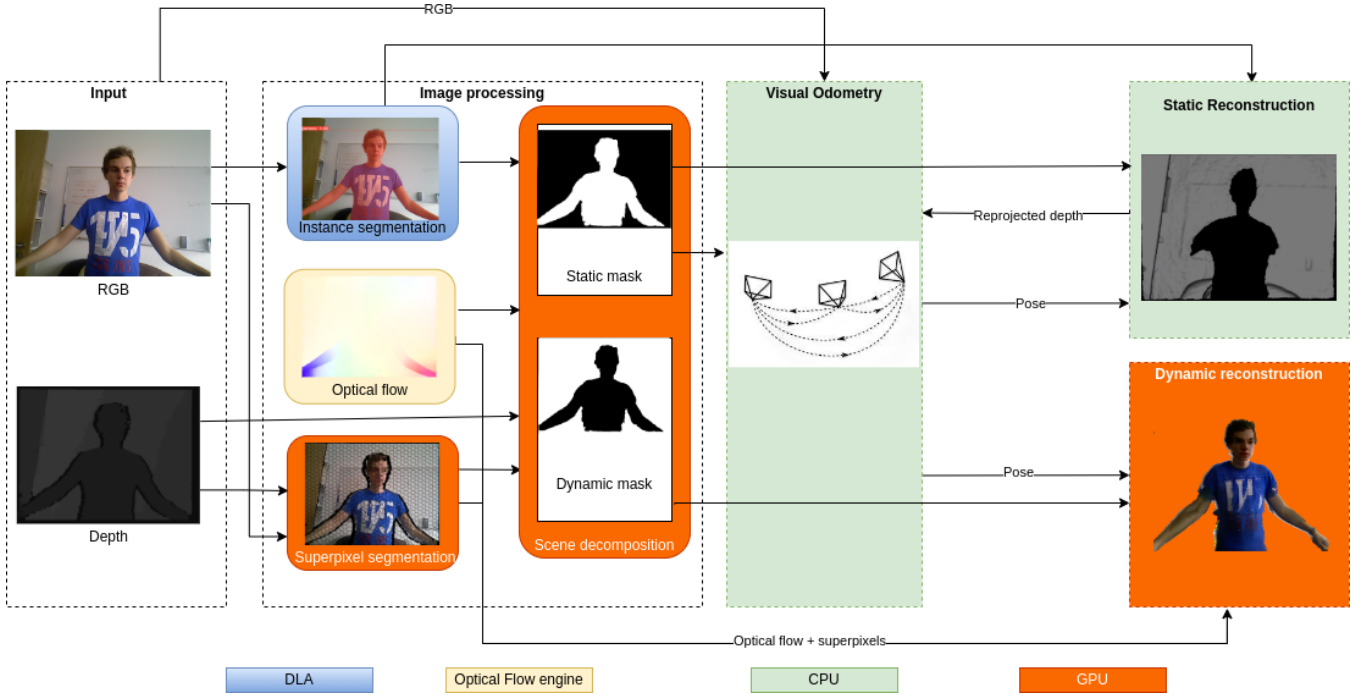 RGB
Input
Image processing
Visual Odometry
Static Reconstruction
RGB
Instance segmentation
Static mask
Reprojected depth
Pose
Optical flow
Dynamic reconstruction
Depth
Dynamic mask
Pose
Superpixel segmentation
Scene decomposition
Optical flow + superpixels
DLA
Optical Flow engine
CPU
GPU